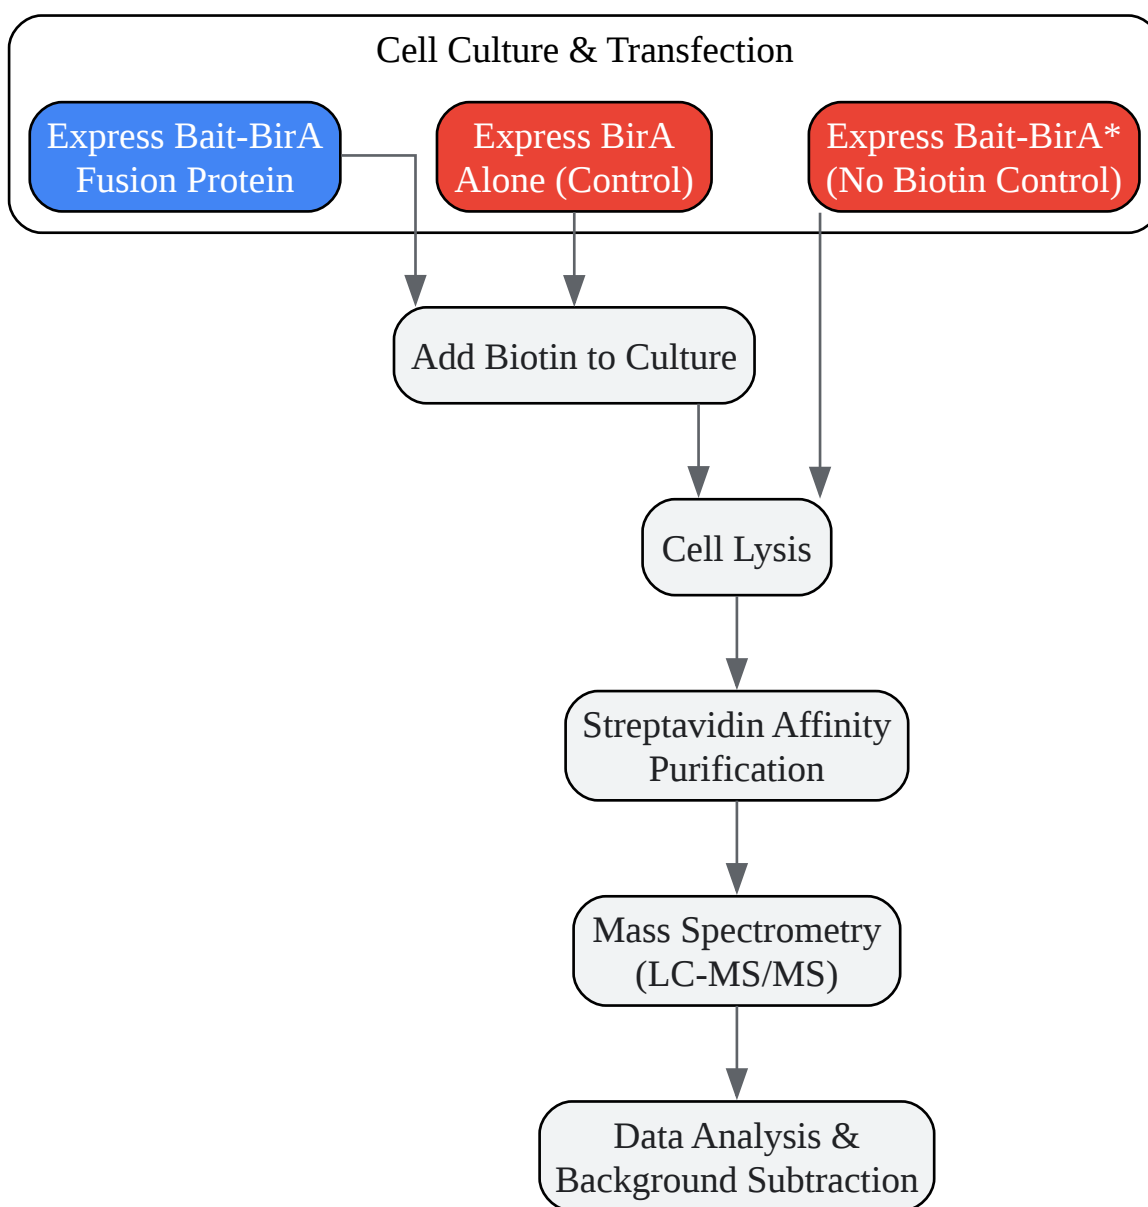 Cell Culture & Transfection
Express Bait-BirA
Fusion Protein
Express BirA
Alone (Control)
Express Bait-BirA*
(No Biotin Control)
Add Biotin to Culture
Cell Lysis
Streptavidin Affinity
Purification
Mass Spectrometry
(LC-MS/MS)
Data Analysis &
Background Subtraction